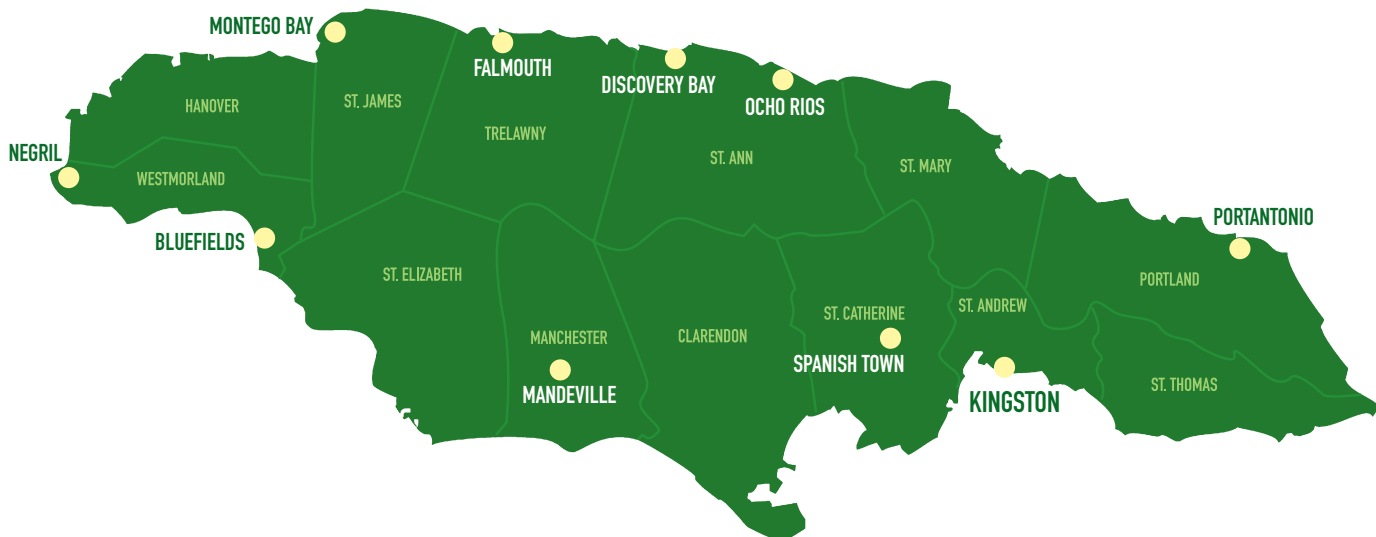 MONTEGO BAY
FALMOUTH
DISCOVERY BAY
OCHO RIOS
HANOVER
ST. JAMES
TRELAWNY
NEGRIL
ST. ANN
ST. MARY
WESTMORLAND
PORTANTONIO
BLUEFIELDS
ST. ELIZABETH
PORTLAND
ST. CATHERINE
ST. ANDREW
MANCHESTER
CLARENDON
SPANISH TOWN
ST. THOMAS
MANDEVILLE
KINGSTON